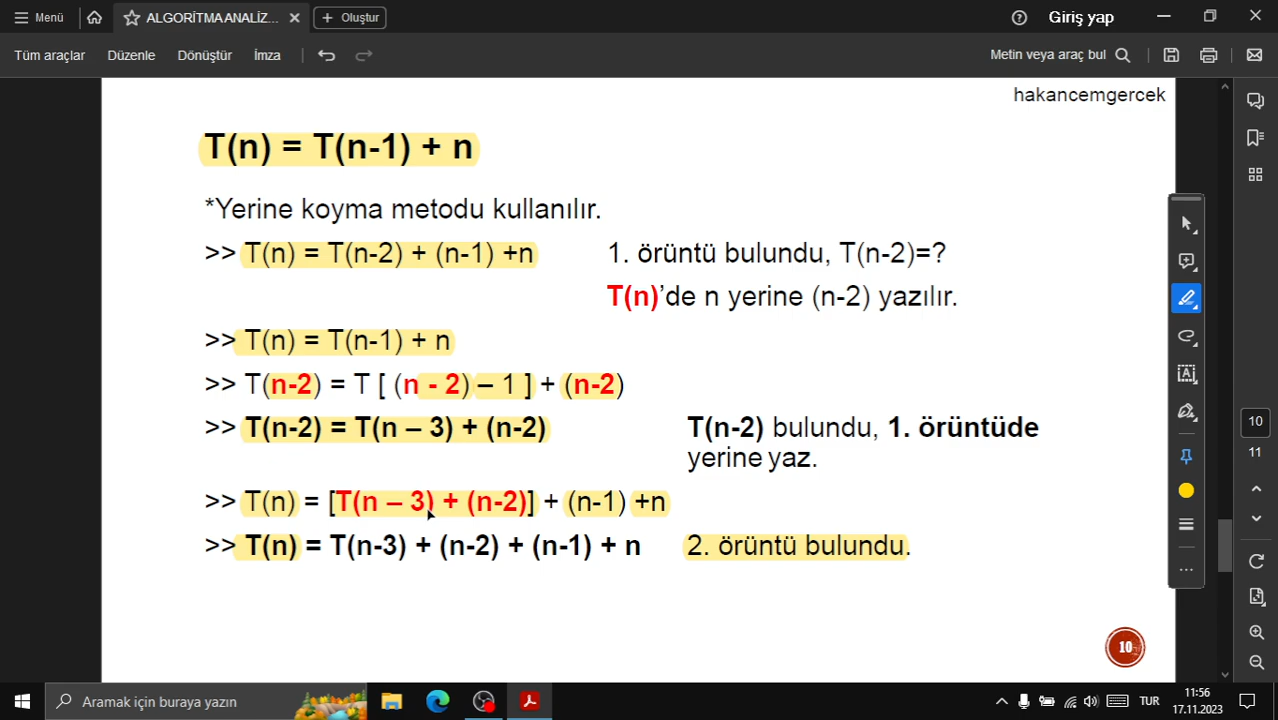 Menü
ALGORİTMA ANALİZ...
Oluştur
Giriş yap
Tüm araçlar
Düzenle
Dönüştür
İmza
Metin veya araç bul
hakancemgercek
T(n) = T(n-1) + n
*Yerine koyma metodu kullanılır.
>> T(n) = T(n-2) + (n-1) +n 1. örüntü bulundu, T(n-2)=?
T(n)’de n yerine (n-2) yazılır.
>> T(n) = T(n-1) + n
>> T(n-2) = T [ (n - 2) – 1 ] + (n-2)
>> T(n-2) = T(n – 3) + (n-2) T(n-2) bulundu, 1. örüntüde
yerine yaz.
>> T(n) = [T(n – 3) + (n-2)] + (n-1) +n
>> T(n) = T(n-3) + (n-2) + (n-1) + n 2. örüntü bulundu.
10
10
11
Aramak için buraya yazın
TUR
11:56
17.11.2023